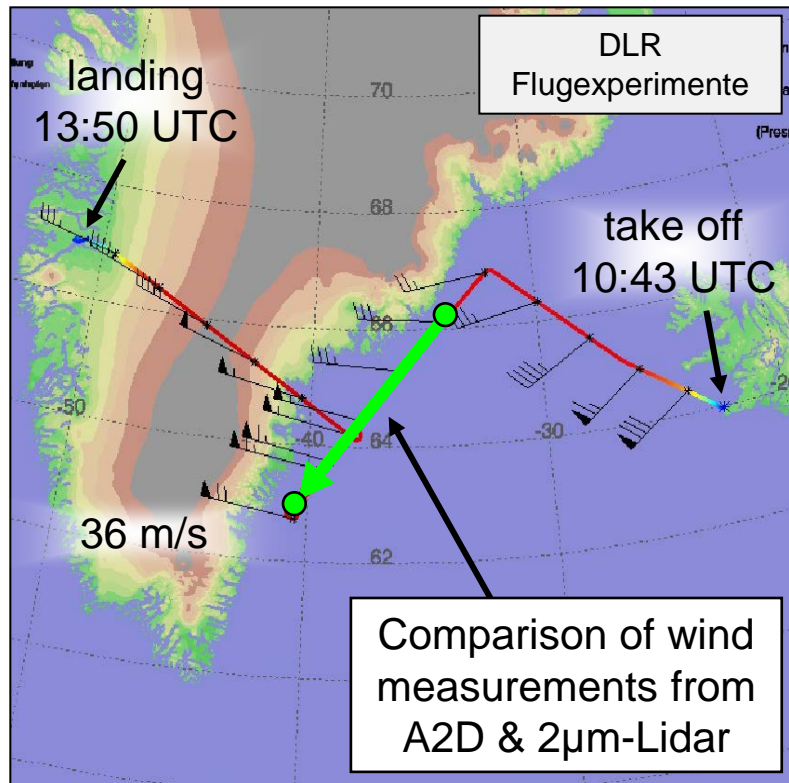 DLR
Flugexperimente
landing
13:50 UTC
70
68
take off
10:43 UTC
-50
-40
64
-30
36 m/s
62
Comparison of wind
measurements from
A2D & 2µm-Lidar